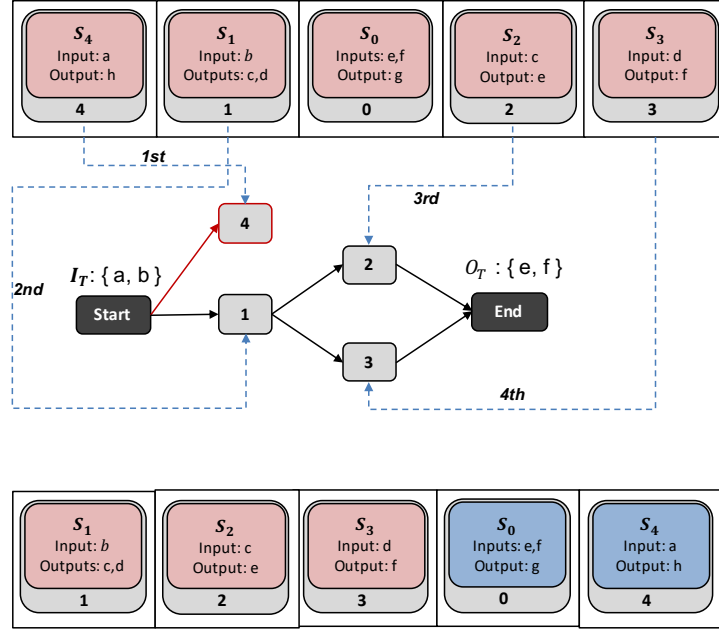 S₄
Input: a
Output: h
4
S₁
Input: b
Outputs: c,d
1
S₀
Inputs: e,f
Output: g
0
S₂
Input: c
Output: e
2
S₃
Input: d
Output: f
3
1st
3rd
4
2
I_T: { a, b }
O_T : { e, f }
2nd
Start
1
End
3
4th
S₁
Input: b
Outputs: c,d
1
S₂
Input: c
Output: e
2
S₃
Input: d
Output: f
3
S₀
Inputs: e,f
Output: g
0
S₄
Input: a
Output: h
4